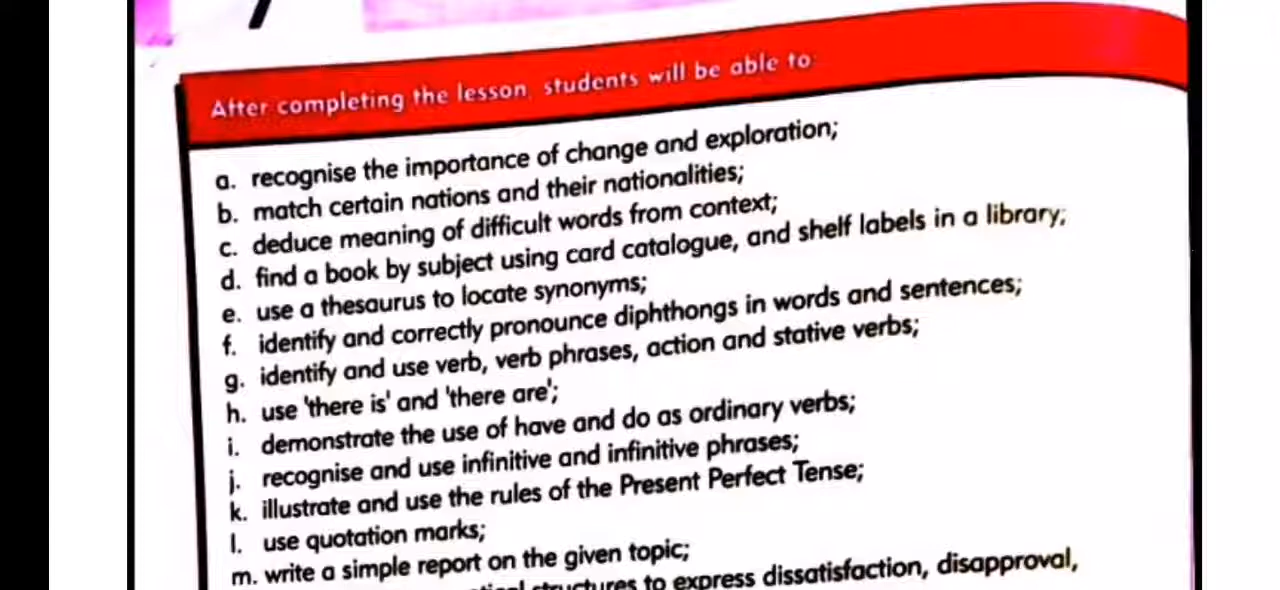 After completing the lesson, students will be able to
a. recognise the importance of change and exploration;
b. match certain nations and their nationalities;
c. deduce meaning of difficult words from context;
d. find a book by subject using card catalogue, and shelf labels in a library;
e. use a thesaurus to locate synonyms;
f. identify and correctly pronounce diphthongs in words and sentences;
g. identify and use verb, verb phrases, action and stative verbs;
h. use 'there is' and 'there are';
i. demonstrate the use of have and do as ordinary verbs;
j. recognise and use infinitive and infinitive phrases;
k. illustrate and use the rules of the Present Perfect Tense;
l. use quotation marks;
m. write a simple report on the given topic;
structures to express dissatisfaction, disapproval,